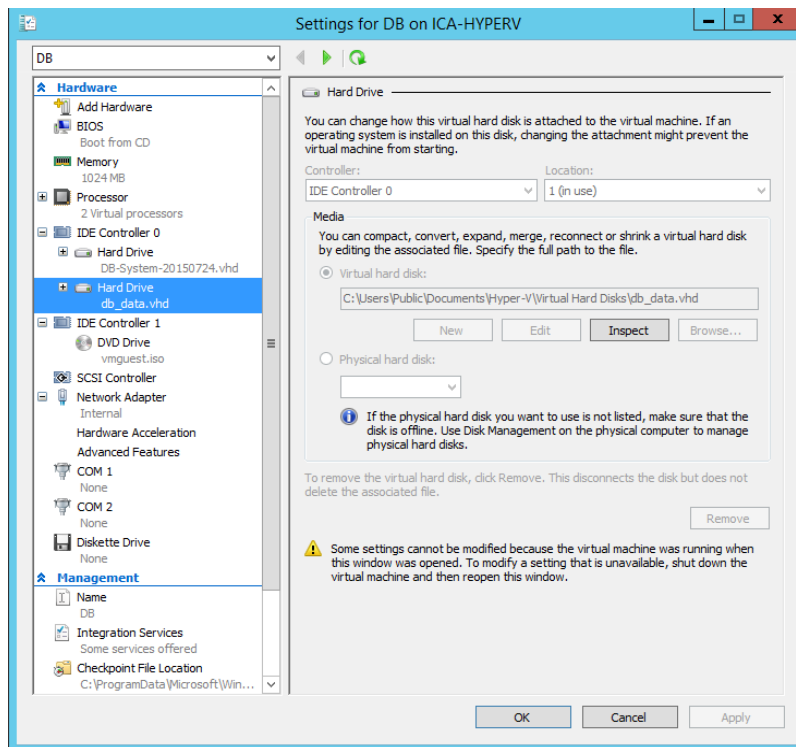 Settings for DB on ICA-HYPERV
DB
Hardware
Add Hardware
BIOS
Boot from CD
Memory
1024 MB
Processor
2 Virtual processors
IDE Controller 0
Hard Drive
DB-System-20150724.vhd
Hard Drive
db_data.vhd
IDE Controller 1
DVD Drive
vmguest.iso
SCSI Controller
Network Adapter
Internal
Hardware Acceleration
Advanced Features
COM 1
None
COM 2
None
Diskette Drive
None
Management
Name
DB
Integration Services
Some services offered
Checkpoint File Location
C:\ProgramData\Microsoft\Win...
Hard Drive
You can change how this virtual hard disk is attached to the virtual machine. If an
operating system is installed on this disk, changing the attachment might prevent the
virtual machine from starting.
Controller: Location:
IDE Controller 0 1 (in use)
Media
You can compact, convert, expand, merge, reconnect or shrink a virtual hard disk
by editing the associated file. Specify the full path to the file.
Virtual hard disk:
C:\Users\Public\Documents\Hyper-V\Virtual Hard Disks\db_data.vhd
New Edit Inspect Browse...
Physical hard disk:
If the physical hard disk you want to use is not listed, make sure that the
disk is offline. Use Disk Management on the physical computer to manage
physical hard disks.
To remove the virtual hard disk, click Remove. This disconnects the disk but does not
delete the associated file.
Remove
Some settings cannot be modified because the virtual machine was running when
this window was opened. To modify a setting that is unavailable, shut down the
virtual machine and then reopen this window.
OK Cancel Apply